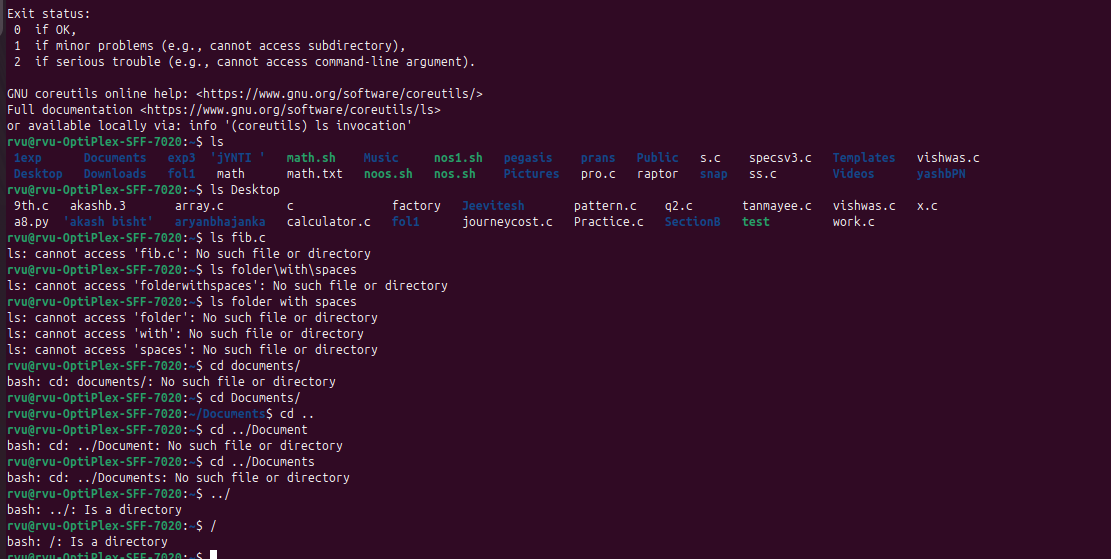 Exit status:
 0  if OK,
 1  if minor problems (e.g., cannot access subdirectory),
 2  if serious trouble (e.g., cannot access command-line argument).

GNU coreutils online help: <https://www.gnu.org/software/coreutils/>
Full documentation <https://www.gnu.org/software/coreutils/ls>
or available locally via: info '(coreutils) ls invocation'
rvu@rvu-OptiPlex-SFF-7020:~$ ls
 1exp      Documents   exp3  'jYNTI '   math.sh    Music     nos1.sh   pegasis    prans   Public   s.c    specsv3.c   Templates   vishwas.c
 Desktop   Downloads   fol1   math      math.txt   noos.sh   nos.sh    Pictures   pro.c   raptor   snap   ss.c        Videos      yashbPN
rvu@rvu-OptiPlex-SFF-7020:~$ ls Desktop
 9th.c   akashb.3       array.c       c              factory   Jeevitesh       pattern.c    q2.c       tanmayee.c   vishwas.c   x.c
 a8.py  'akash bisht'   aryanbhajanka   calculator.c   fol1      journeycost.c   Practice.c   SectionB   test         work.c
rvu@rvu-OptiPlex-SFF-7020:~$ ls fib.c
ls: cannot access 'fib.c': No such file or directory
rvu@rvu-OptiPlex-SFF-7020:~$ ls folder\with\spaces
ls: cannot access 'folderwithspaces': No such file or directory
rvu@rvu-OptiPlex-SFF-7020:~$ ls folder with spaces
ls: cannot access 'folder': No such file or directory
ls: cannot access 'with': No such file or directory
ls: cannot access 'spaces': No such file or directory
rvu@rvu-OptiPlex-SFF-7020:~$ cd documents/
bash: cd: documents/: No such file or directory
rvu@rvu-OptiPlex-SFF-7020:~$ cd Documents/
rvu@rvu-OptiPlex-SFF-7020:~/Documents$ cd ..
rvu@rvu-OptiPlex-SFF-7020:~$ cd ../Document
bash: cd: ../Document: No such file or directory
rvu@rvu-OptiPlex-SFF-7020:~$ cd ../Documents
bash: cd: ../Documents: No such file or directory
rvu@rvu-OptiPlex-SFF-7020:~$ ../
bash: ../: Is a directory
rvu@rvu-OptiPlex-SFF-7020:~$ /
bash: /: Is a directory
rvu@rvu-OptiPlex-SFF-7020:~$